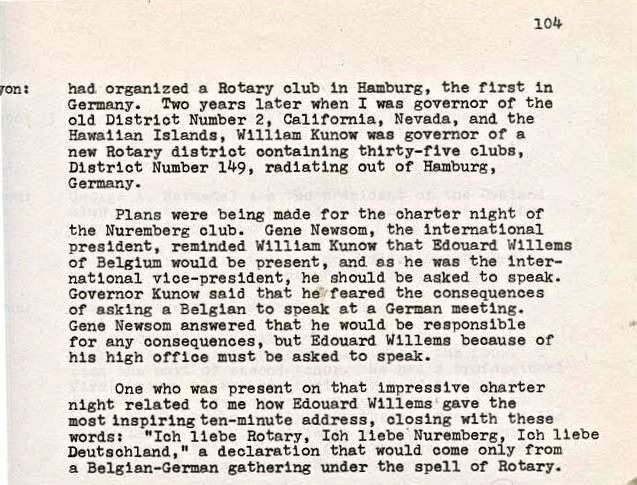 104
yon: had organized a Rotary club in Hamburg, the first in
Germany. Two years later when I was governor of the
old District Number 2, California, Nevada, and the
Hawaiian Islands, William Kunow was governor of a
new Rotary district containing thirty-five clubs,
District Number 149, radiating out of Hamburg,
Germany.
Plans were being made for the charter night of
the Nuremberg club. Gene Newsom, the international
president, reminded William Kunow that Edouard Willems
of Belgium would be present, and as he was the inter-
national vice-president, he should be asked to speak.
Governor Kunow said that he feared the consequences
of asking a Belgian to speak at a German meeting.
Gene Newsom answered that he would be responsible
for any consequences, but Edouard Willems because of
his high office must be asked to speak.
One who was present on that impressive charter
night related to me how Edouard Willems gave the
most inspiring ten-minute address, closing with these
words: "Ich liebe Rotary, Ich liebe Nuremberg, Ich liebe
Deutschland," a declaration that would come only from
a Belgian-German gathering under the spell of Rotary.